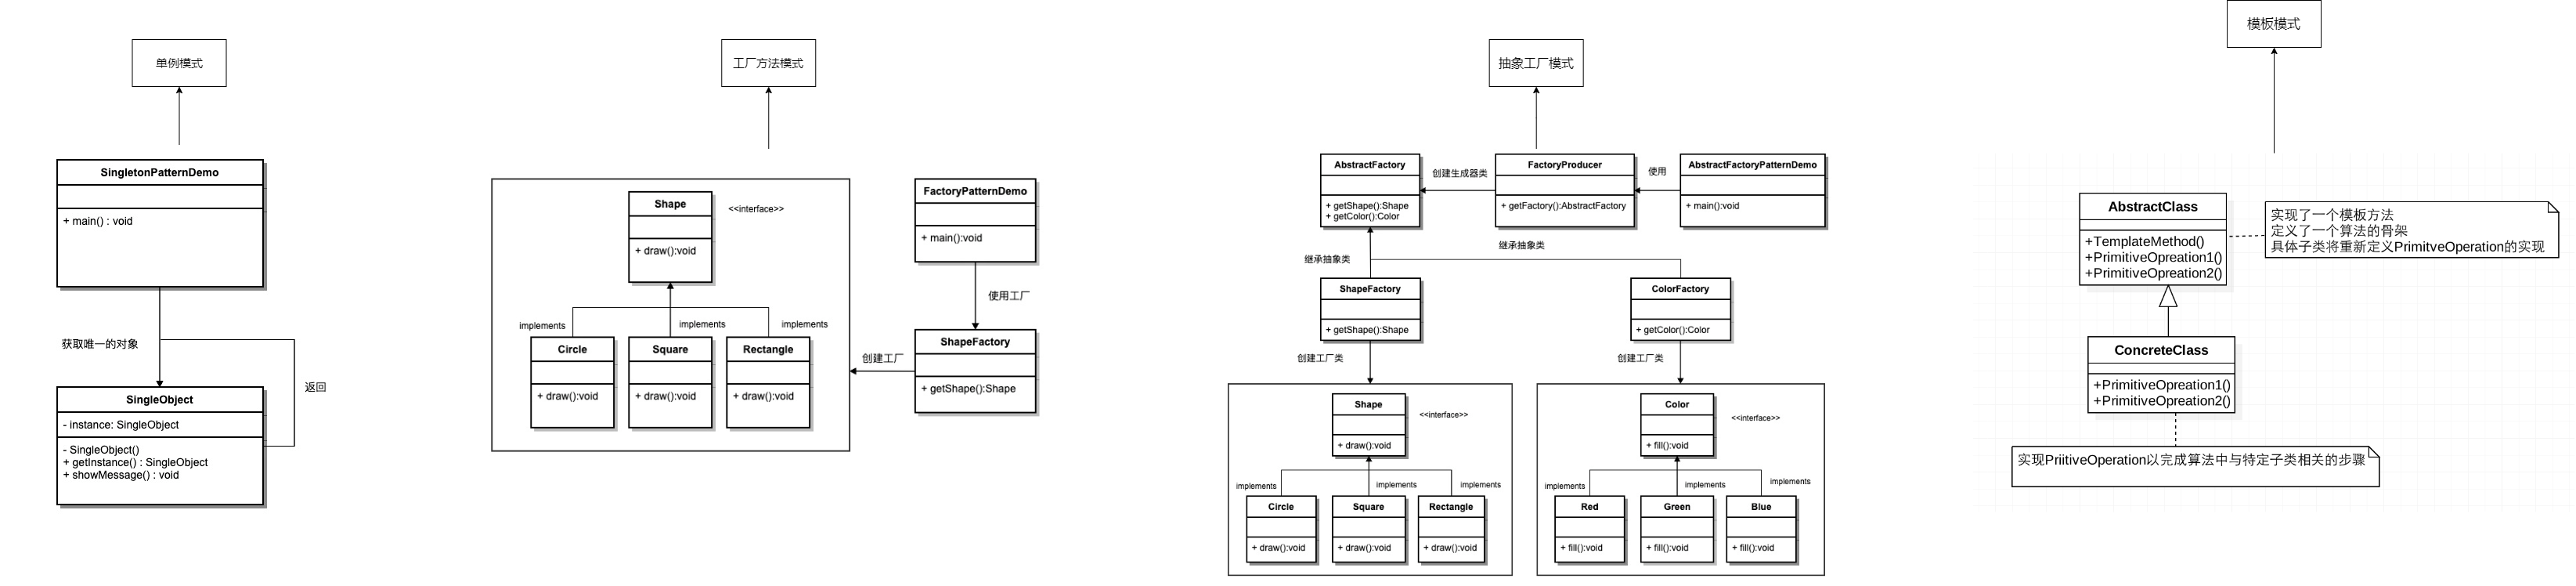 单例模式
SingletonPatternDemo
+ main() : void
获取唯一的对象
返回
SingleObject
- instance: SingleObject
- SingleObject()
+ getInstance() : SingleObject
+ showMessage() : void
工厂方法模式
Shape
<<interface>>
+ draw():void
implements
implements
implements
Circle
+ draw():void
Square
+ draw():void
Rectangle
+ draw():void
FactoryPatternDemo
+ main():void
使用工厂
创建工厂
ShapeFactory
+ getShape():Shape
抽象工厂模式
AbstractFactory
+ getShape():Shape
+ getColor():Color
创建生成器类
FactoryProducer
+ getFactory():AbstractFactory
使用
AbstractFactoryPatternDemo
+ main():void
继承抽象类
继承抽象类
ShapeFactory
+ getShape():Shape
ColorFactory
+ getColor():Color
创建工厂类
创建工厂类
Shape
<<interface>>
+ draw():void
implements
implements
implements
Circle
+ draw():void
Square
+ draw():void
Rectangle
+ draw():void
Color
<<interface>>
+ fill():void
implements
implements
implements
Red
+ fill():void
Green
+ fill():void
Blue
+ fill():void
模板模式
AbstractClass
+TemplateMethod()
+PrimitiveOpreation1()
+PrimitiveOpreation2()
实现了一个模板方法
定义了一个算法的骨架
具体子类将重新定义PrimitveOperation的实现
ConcreteClass
+PrimitiveOpreation1()
+PrimitiveOpreation2()
实现PriitiveOperation以完成算法中与特定子类相关的步骤